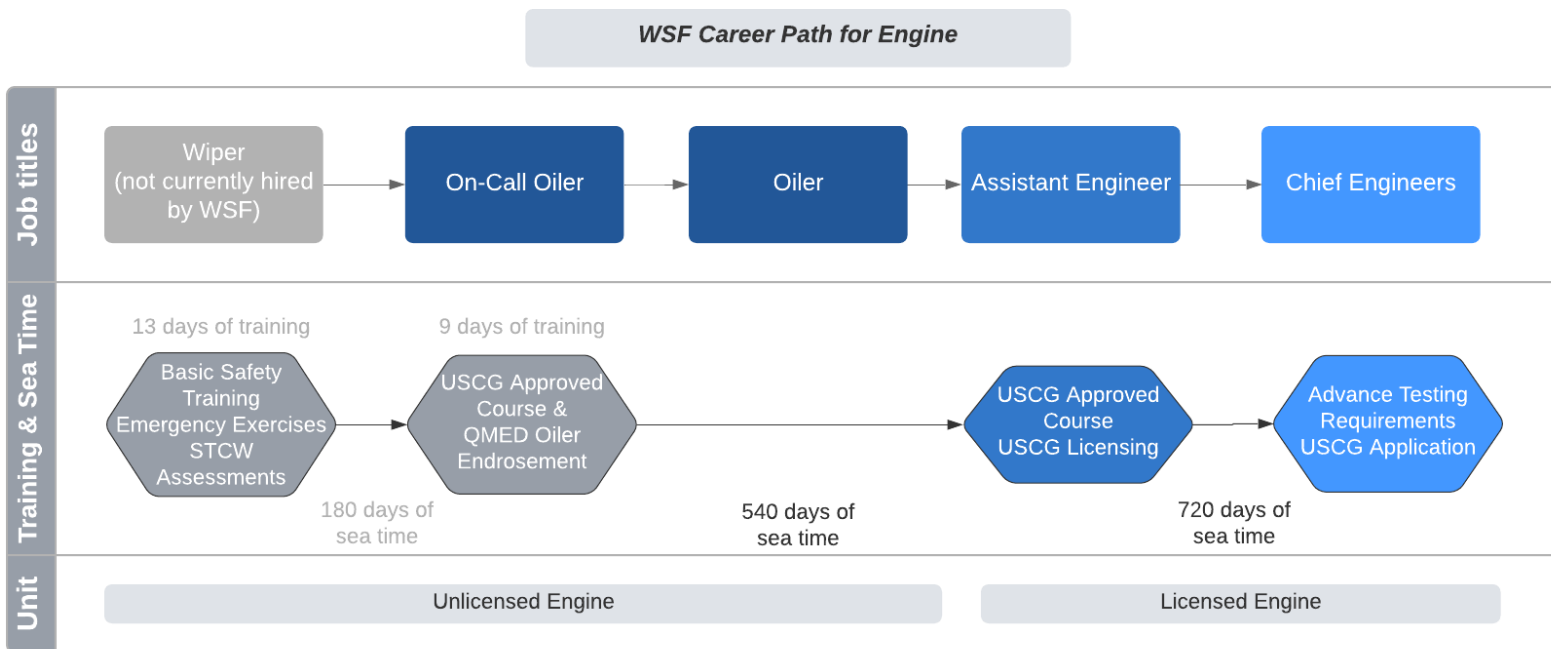 WSF Career Path for Engine
Job titles
Wiper
(not currently hired
by WSF)
On-Call Oiler
Oiler
Assistant Engineer
Chief Engineers
Training & Sea Time
13 days of training
9 days of training
Basic Safety
Training
Emergency Exercises
STCW
Assessments
USCG Approved
Course &
QMED Oiler
Endrosement
USCG Approved
Course
USCG Licensing
Advance Testing
Requirements
USCG Application
180 days of
sea time
540 days of
sea time
720 days of
sea time
Unit
Unlicensed Engine
Licensed Engine